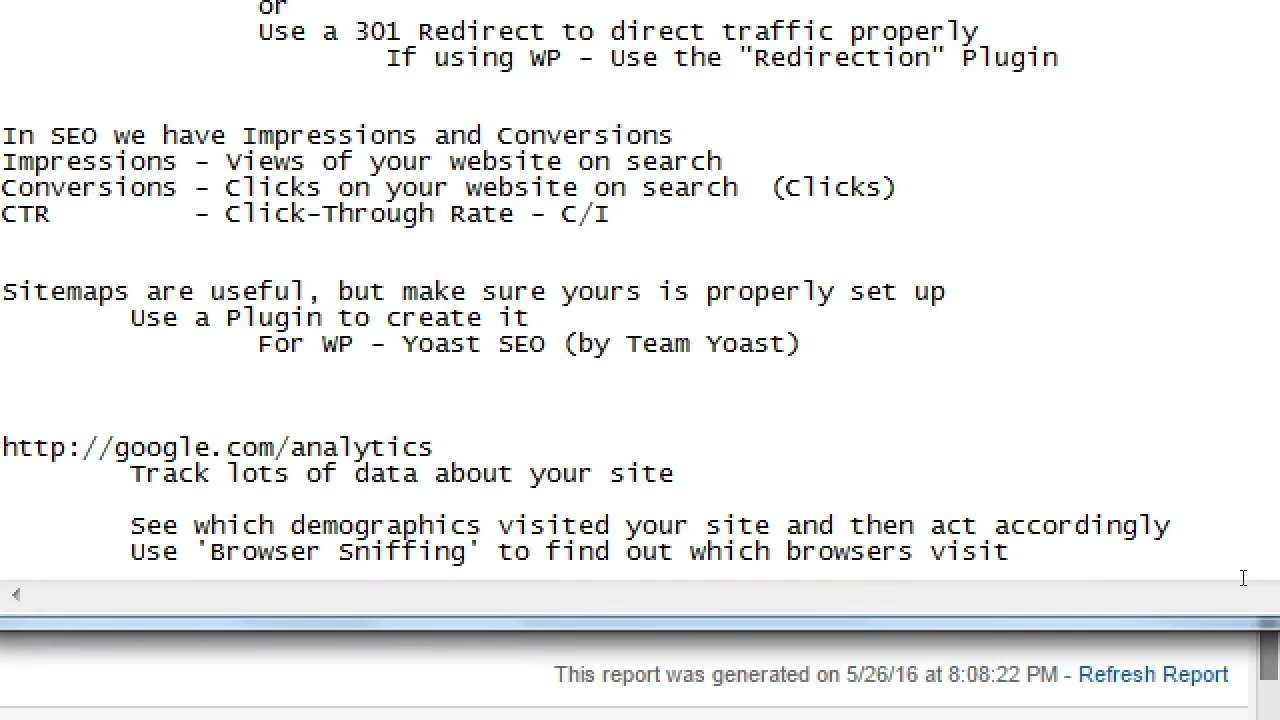 or
Use a 301 Redirect to direct traffic properly
If using WP - Use the "Redirection" Plugin
In SEO we have Impressions and Conversions
Impressions - Views of your website on search
Conversions - Clicks on your website on search (Clicks)
CTR - Click-Through Rate - C/I
Sitemaps are useful, but make sure yours is properly set up
Use a Plugin to create it
For WP - Yoast SEO (by Team Yoast)
http://google.com/analytics
Track lots of data about your site
See which demographics visited your site and then act accordingly
Use 'Browser Sniffing' to find out which browsers visit
This report was generated on 5/26/16 at 8:08:22 PM - Refresh Report